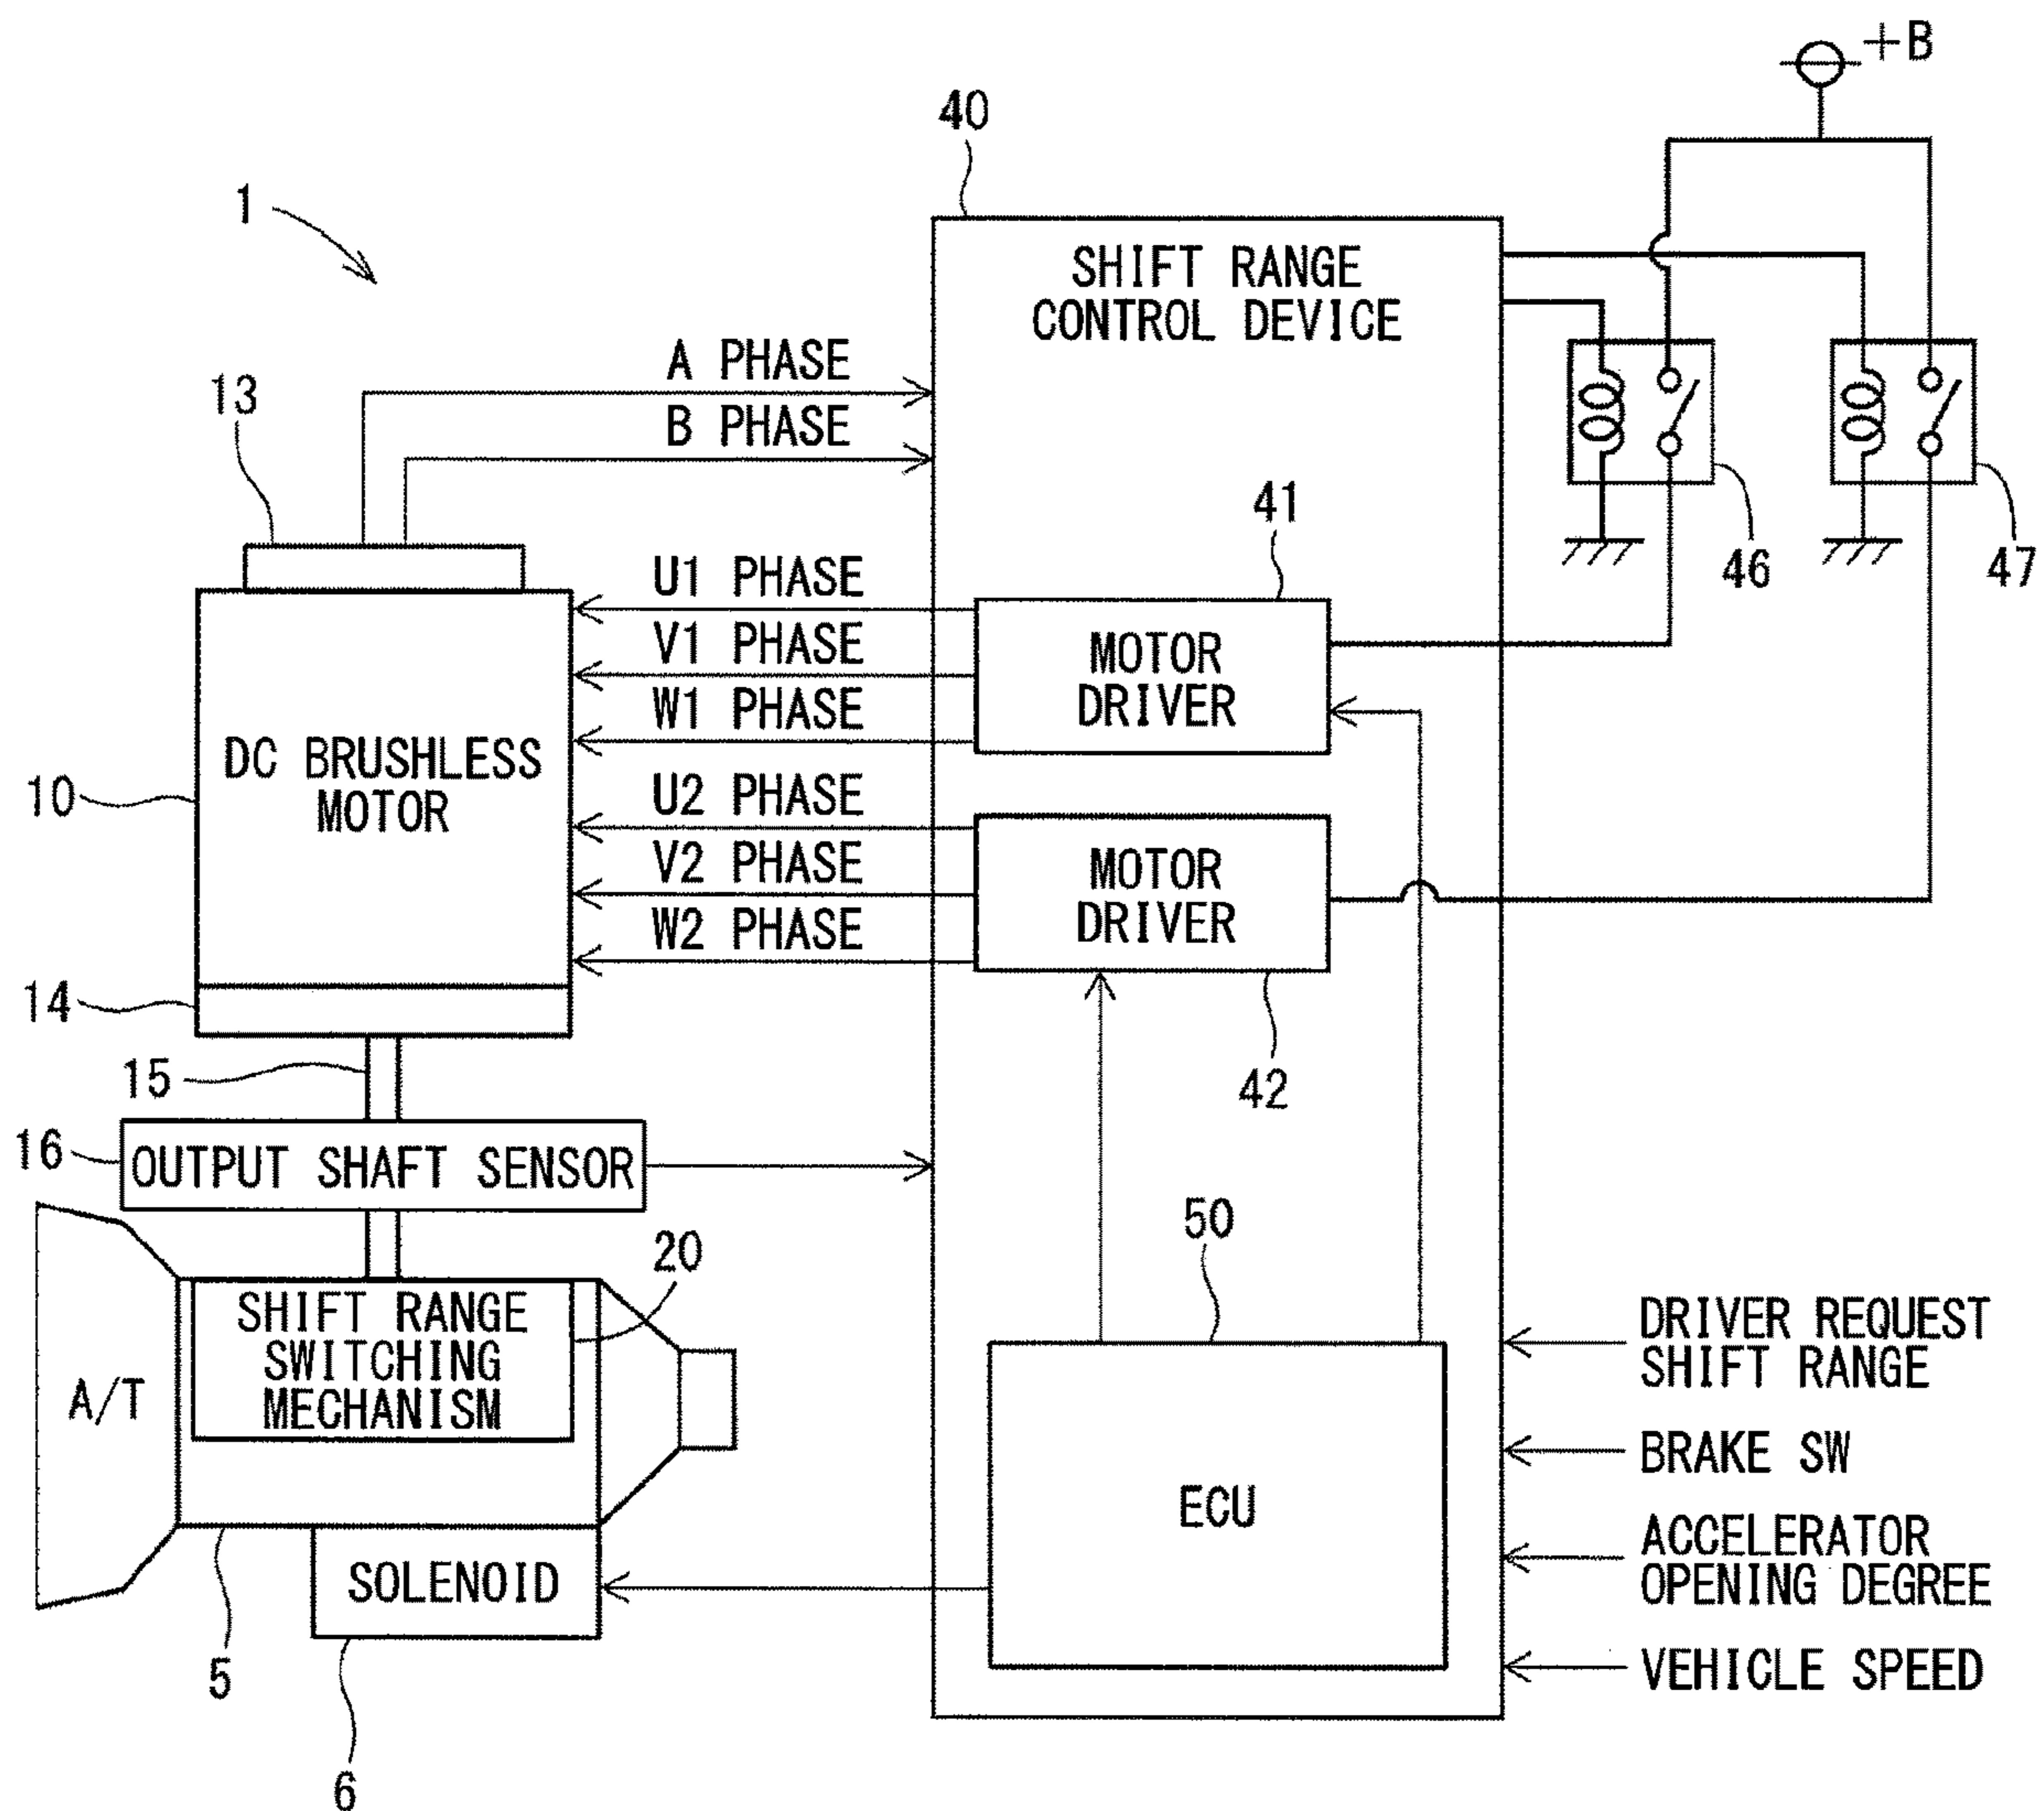 +B
40
1
SHIFT RANGE
CONTROL DEVICE
A PHASE
13
B PHASE
41
46
47
U1 PHASE
V1 PHASE
W1 PHASE
MOTOR
DRIVER
DC BRUSHLESS
MOTOR
10
U2 PHASE
V2 PHASE
W2 PHASE
MOTOR
DRIVER
14
15
42
16
OUTPUT SHAFT SENSOR
50
20
SHIFT RANGE
SWITCHING
MECHANISM
A/T
DRIVER REQUEST
SHIFT RANGE
BRAKE SW
ECU
ACCELERATOR
OPENING DEGREE
SOLENOID
5
VEHICLE SPEED
6